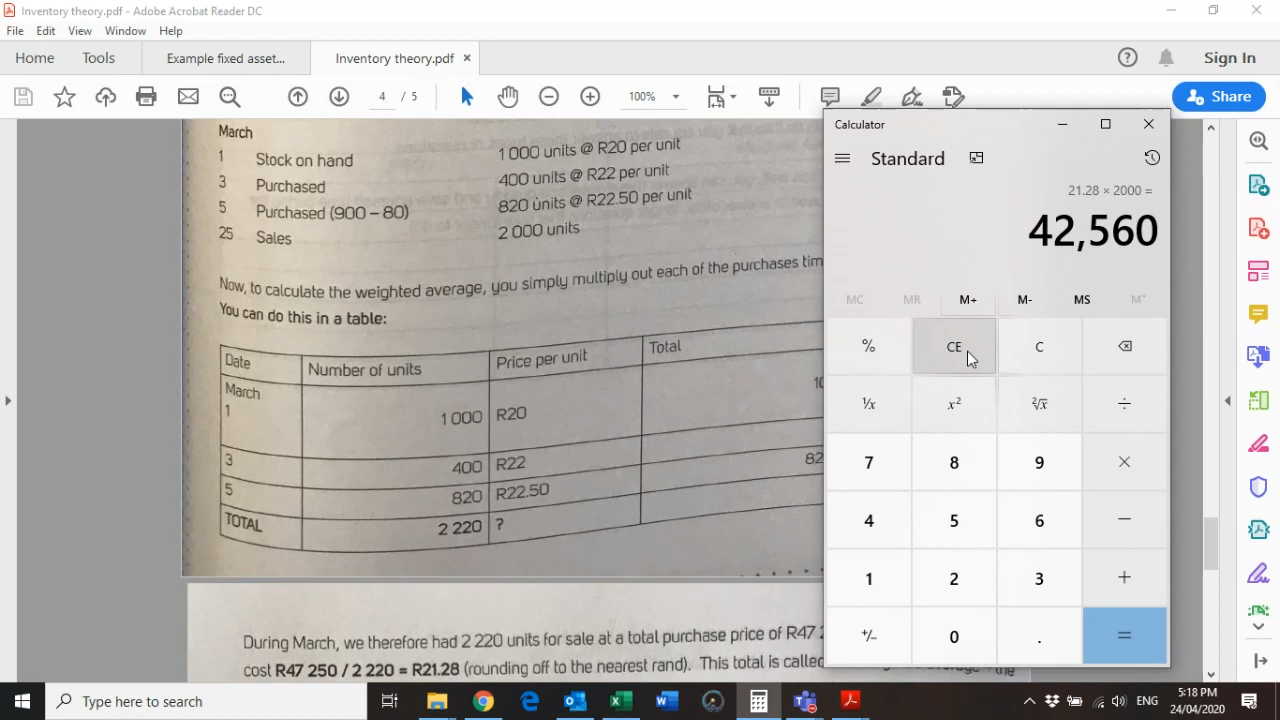 Inventory theory.pdf - Adobe Acrobat Reader DC
File Edit View Window Help
Home Tools Example fixed asset... Inventory theory.pdf × Sign In
4 / 5 100% Share
March
1 Stock on hand 1 000 units @ R20 per unit
3 Purchased 400 units @ R22 per unit
5 Purchased (900 – 80) 820 units @ R22.50 per unit
25 Sales 2 000 units
Now, to calculate the weighted average, you simply multiply out each of the purchases
You can do this in a table:
Date Number of units Price per unit Total
March
1 1 000 R20 10
3 400 R22 82
5 820 R22.50
TOTAL 2 220 ?
During March, we therefore had 2 220 units for sale at a total purchase price of R47 2
cost R47 250 / 2 220 = R21.28 (rounding off to the nearest rand). This total is called
Calculator
Standard
21.28 × 2000 =
42,560
MC MR M+ M- MS M˅
% CE C
¹/x x² ²√x ÷
7 8 9 ×
4 5 6 −
1 2 3 +
+/− 0 . =
Type here to search
ENG
5:18 PM
24/04/2020